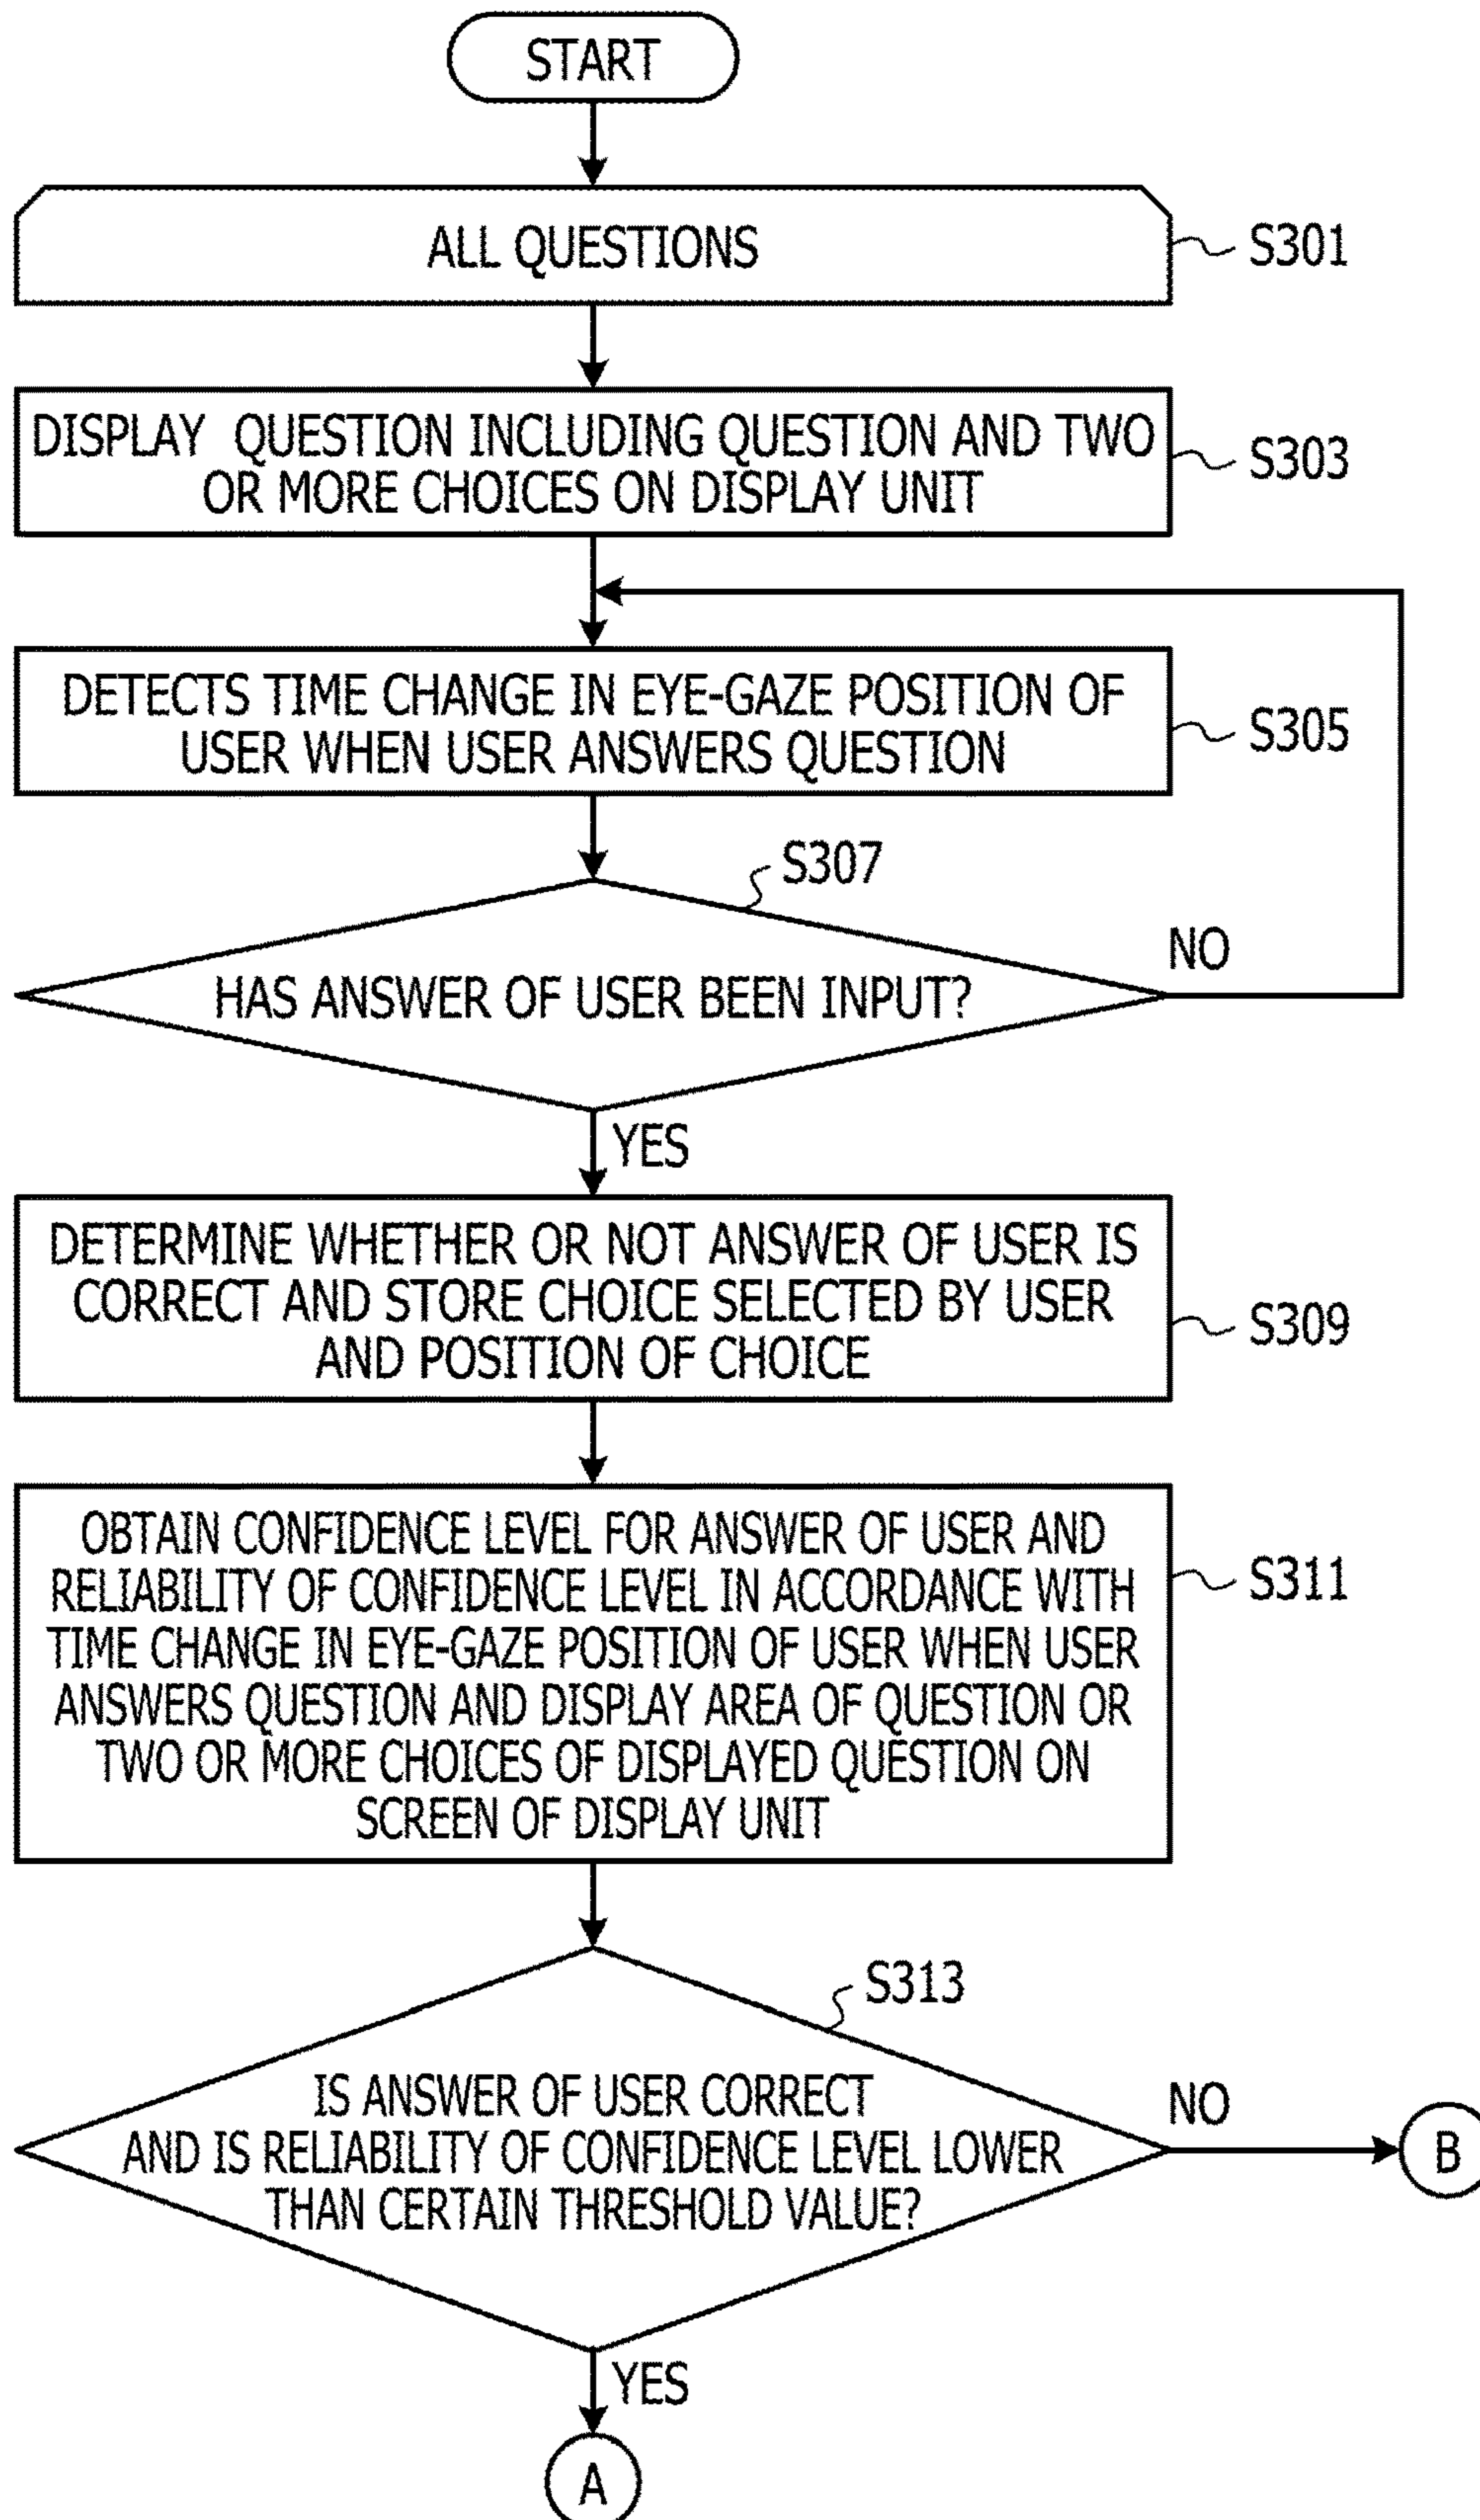 START
ALL QUESTIONS
S301
DISPLAY QUESTION INCLUDING QUESTION AND TWO
OR MORE CHOICES ON DISPLAY UNIT
S303
DETECTS TIME CHANGE IN EYE-GAZE POSITION OF
USER WHEN USER ANSWERS QUESTION
S305
S307
HAS ANSWER OF USER BEEN INPUT?
NO
YES
DETERMINE WHETHER OR NOT ANSWER OF USER IS
CORRECT AND STORE CHOICE SELECTED BY USER
AND POSITION OF CHOICE
S309
OBTAIN CONFIDENCE LEVEL FOR ANSWER OF USER AND
RELIABILITY OF CONFIDENCE LEVEL IN ACCORDANCE WITH
TIME CHANGE IN EYE-GAZE POSITION OF USER WHEN USER
ANSWERS QUESTION AND DISPLAY AREA OF QUESTION OR
TWO OR MORE CHOICES OF DISPLAYED QUESTION ON
SCREEN OF DISPLAY UNIT
S311
S313
IS ANSWER OF USER CORRECT
AND IS RELIABILITY OF CONFIDENCE LEVEL LOWER
THAN CERTAIN THRESHOLD VALUE?
NO
B
YES
A